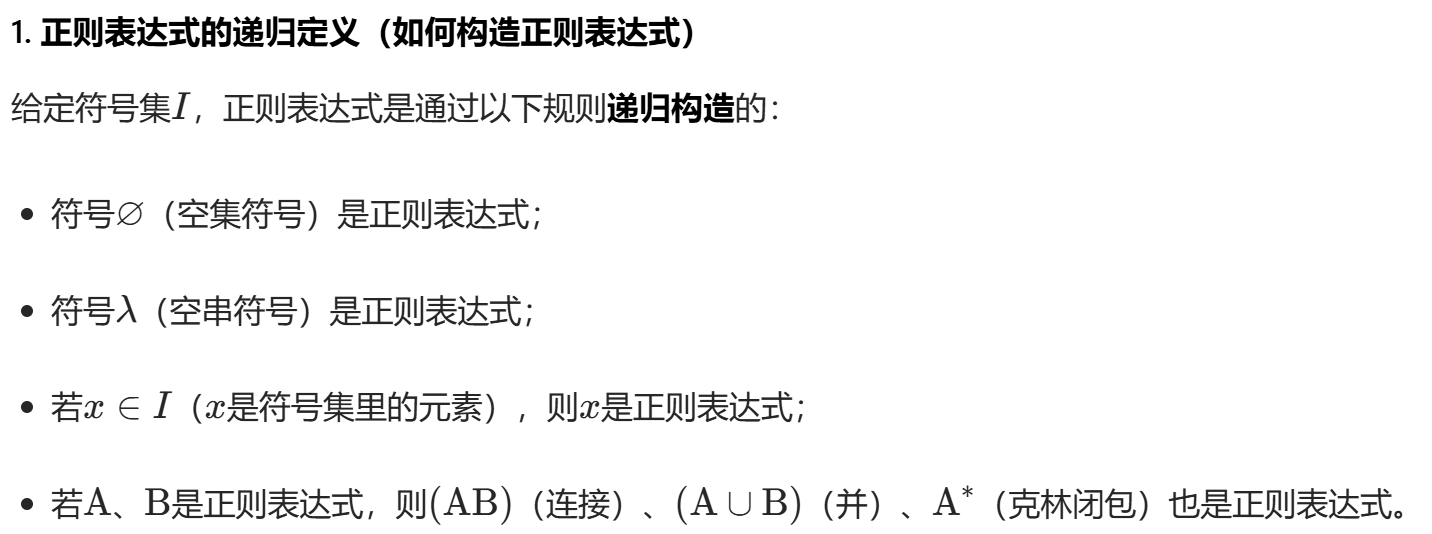 1. 正则表达式的递归定义（如何构造正则表达式）
给定符号集I，正则表达式是通过以下规则递归构造的：
• 符号∅（空集符号）是正则表达式；
• 符号λ（空串符号）是正则表达式；
• 若x ∈ I（x是符号集里的元素），则x是正则表达式；
• 若A、B是正则表达式，则(AB)（连接）、(A ∪ B)（并）、A*（克林闭包）也是正则表达式。